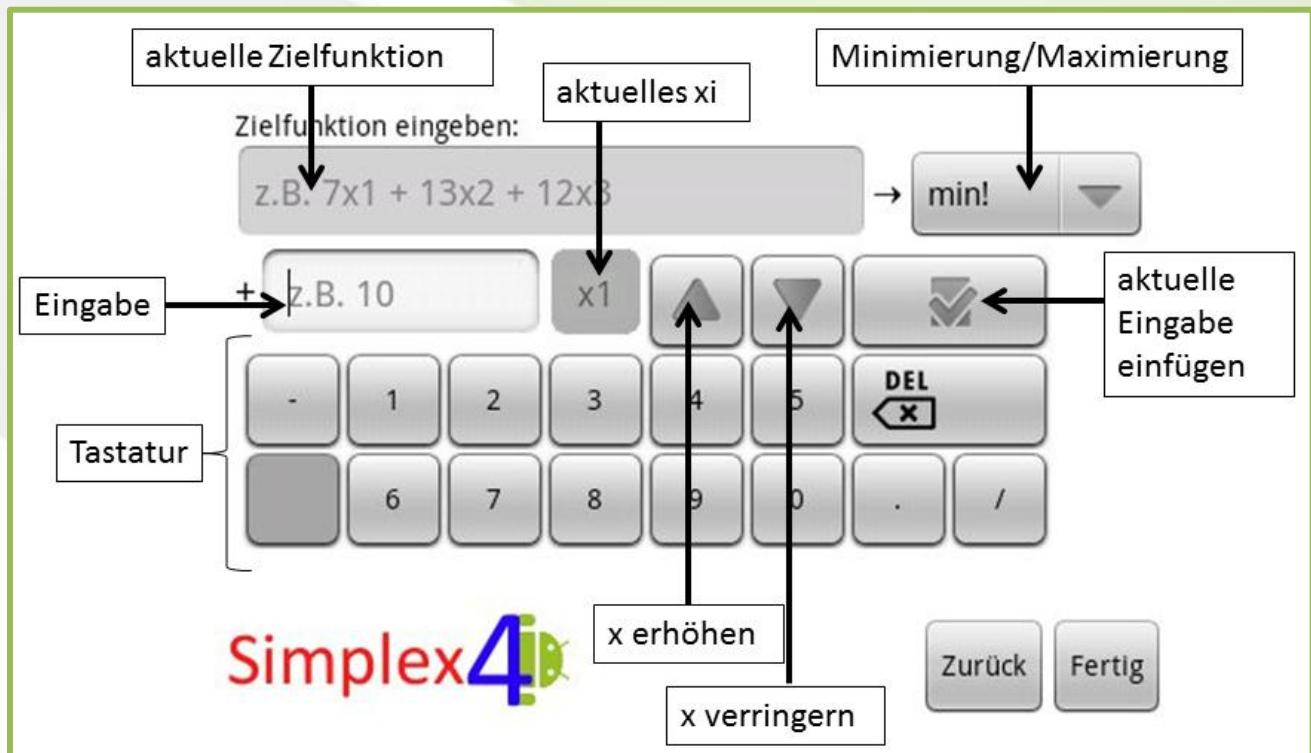 aktuelle Zielfunktion
Minimierung/Maximierung
aktuelles xi
Zielfunktion eingeben:
z.B. 7x1 + 13x2 + 12x3
→ min!
Eingabe
+ z.B. 10
x1
aktuelle
Eingabe
einfügen
Tastatur
- 1 2 3 4 5 DEL
6 7 8 9 0 . /
x erhöhen
Simplex4
Zurück Fertig
x verringern